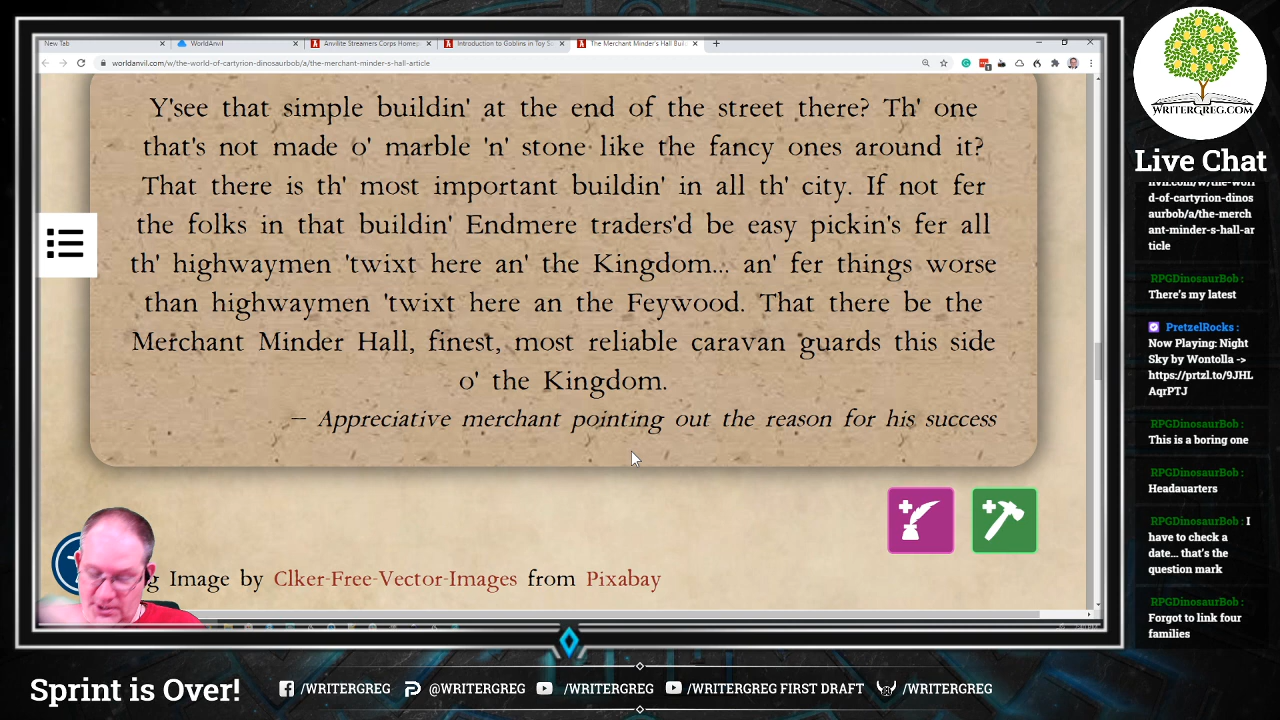 New Tab
WorldAnvil
Anvilite Streamers Corps Home
Introduction to Goblins in Toy S
The Merchant Minder's Hall Bui
worldanvil.com/w/the-world-of-cartyrion-dinosaurbob/a/the-merchant-minder-s-hall-article
Y'see that simple buildin' at the end of the street there? Th' one
that's not made o' marble 'n' stone like the fancy ones around it?
That there is th' most important buildin' in all th' city. If not fer
the folks in that buildin' Endmere traders'd be easy pickin's fer all
th' highwaymen 'twixt here an' the Kingdom... an' fer things worse
than highwaymen 'twixt here an the Feywood. That there be the
Merchant Minder Hall, finest, most reliable caravan guards this side
o' the Kingdom.
– Appreciative merchant pointing out the reason for his success
g Image by Clker-Free-Vector-Images from Pixabay
WRITERGREG.COM
Live Chat
nvil.com/w/the-worl
d-of-cartyrion-dinos
aurbob/a/the-merch
ant-minder-s-hall-ar
ticle
RPGDinosaurBob :
There's my latest
PretzelRocks :
Now Playing: Night
Sky by Wontolla ->
https://prtzl.to/9JHL
AqrPTJ
RPGDinosaurBob :
This is a boring one
RPGDinosaurBob :
Headauarters
RPGDinosaurBob : I
have to check a
date... that's the
question mark
RPGDinosaurBob :
Forgot to link four
families
Sprint is Over!
/WRITERGREG
@WRITERGREG
/WRITERGREG
/WRITERGREG FIRST DRAFT
/WRITERGREG